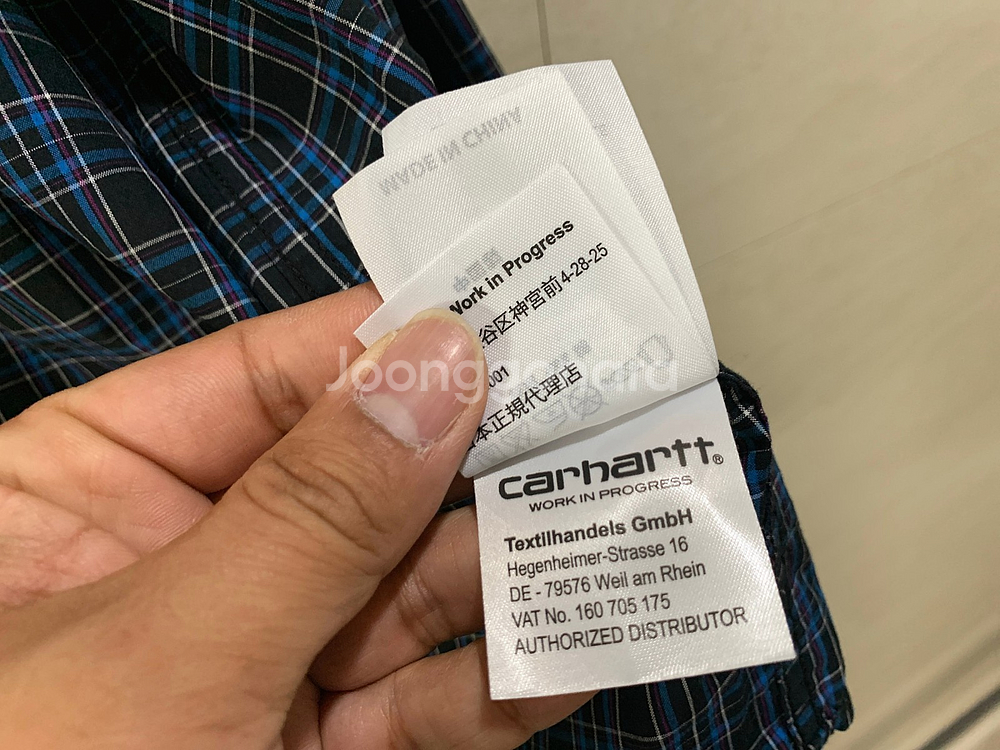 MADE IN CHINA
Work in Progress
谷区神宮前4-28-25
001
本正規代理店
carhartt®
WORK IN PROGRESS
Textilhandels GmbH
Hegenheimer-Strasse 16
DE - 79576 Weil am Rhein
VAT No. 160 705 175
AUTHORIZED DISTRIBUTOR